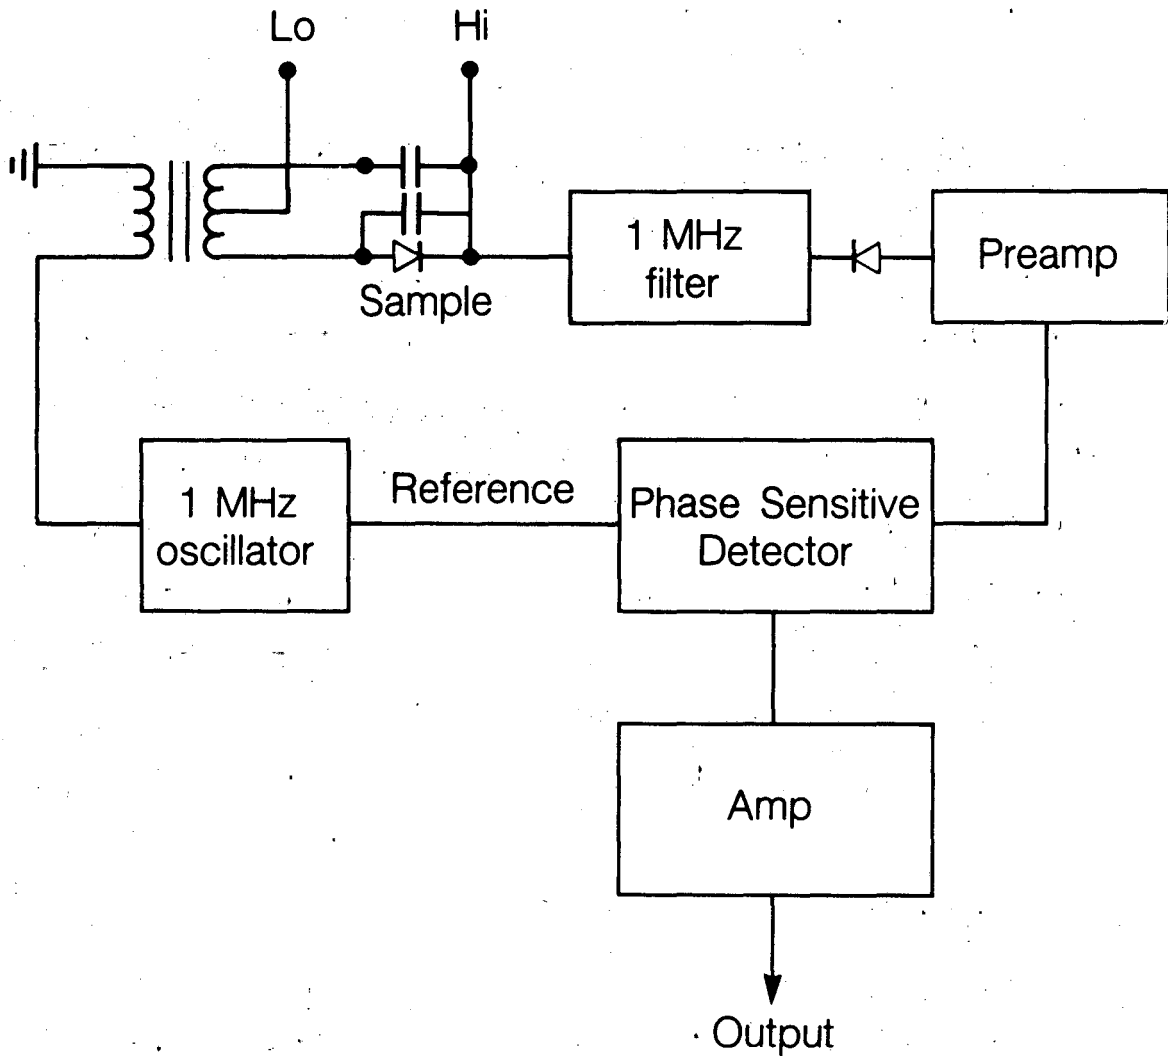 Lo
Hi
1 MHz
filter
Preamp
Sample
1 MHz
oscillator
Reference
Phase Sensitive
Detector
Amp
Output